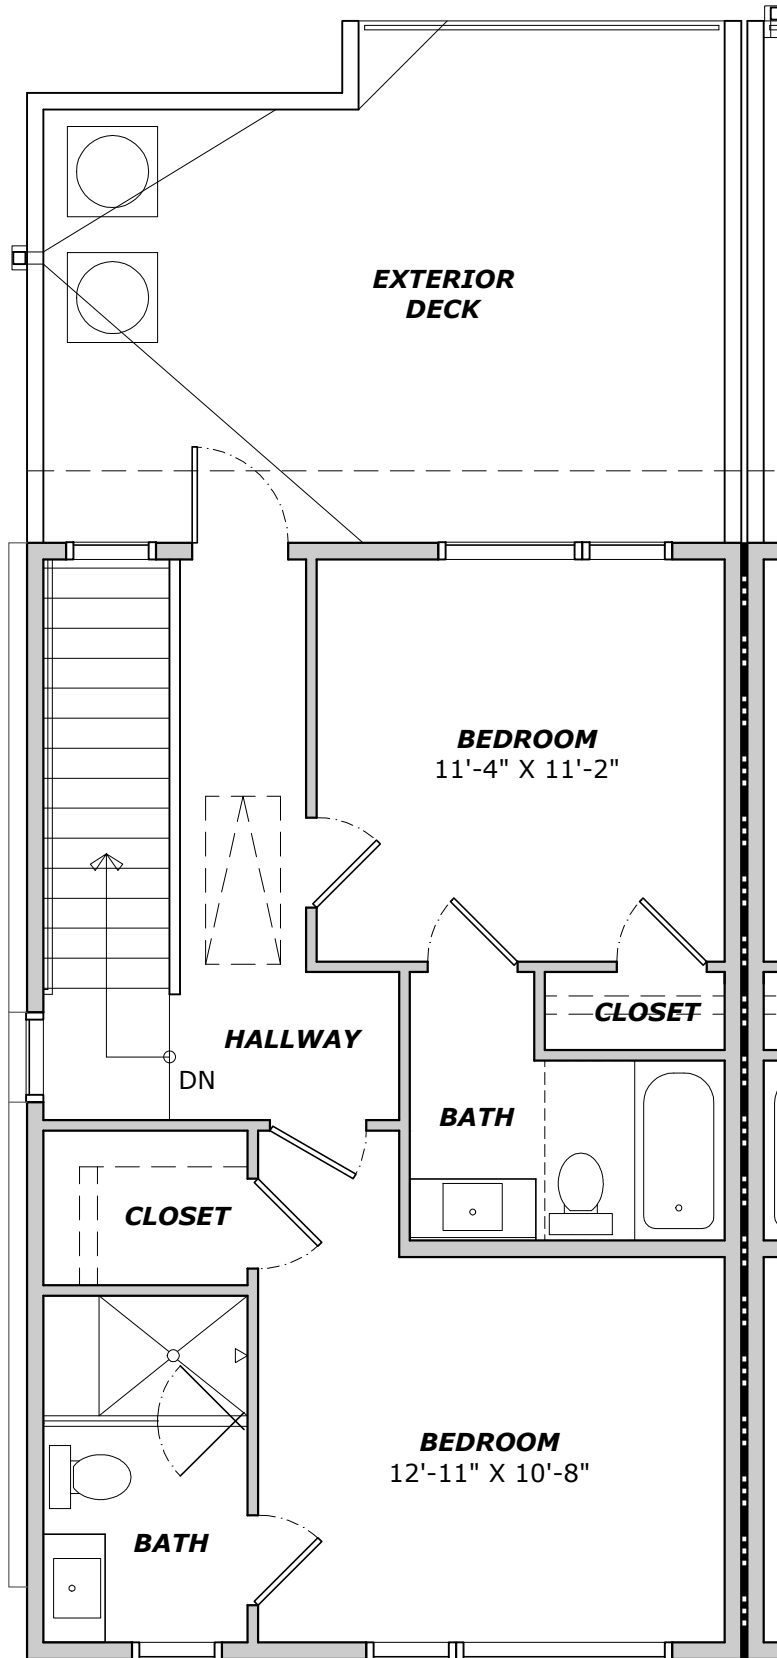 EXTERIOR
DECK
BEDROOM
11'-4" X 11'-2"
CLOSET
HALLWAY
DN
BATH
CLOSET
BEDROOM
12'-11" X 10'-8"
BATH